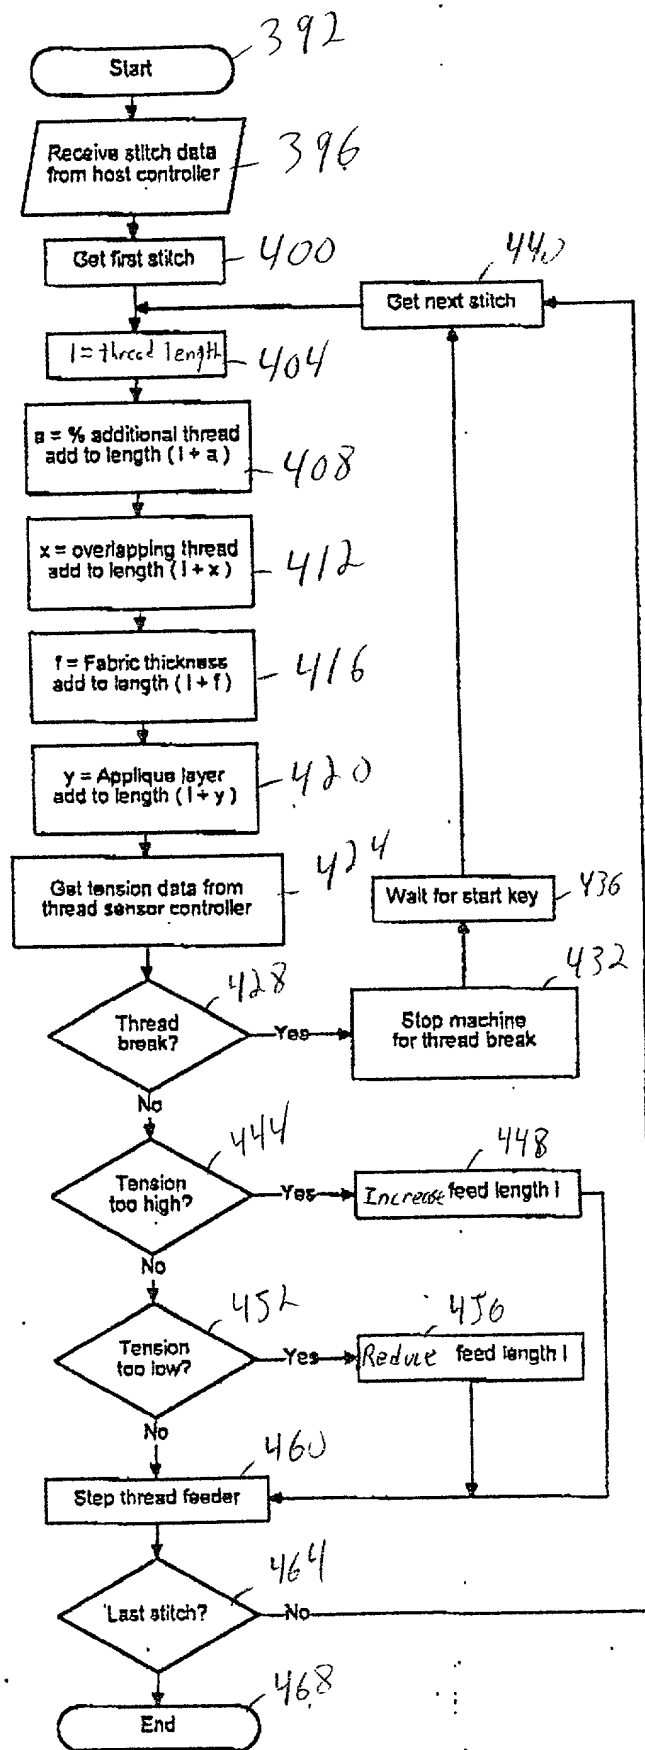 392
Start
Receive stitch data
from host controller
396
Get first stitch
400
440
Get next stitch
l = thread length
404
a = % additional thread
add to length (l + a)
408
x = overlapping thread
add to length (l + x)
412
f = Fabric thickness
add to length (l + f)
416
y = Applique layer
add to length (l + y)
420
424
Get tension data from
thread sensor controller
Wait for start key
436
428
432
Thread
break?
Yes
Stop machine
for thread break
No
444
448
Tension
too high?
Yes
Increase feed length l
No
452
456
Tension
too low?
Yes
Reduce feed length l
No
460
Step thread feeder
464
Last stitch?
No
468
End